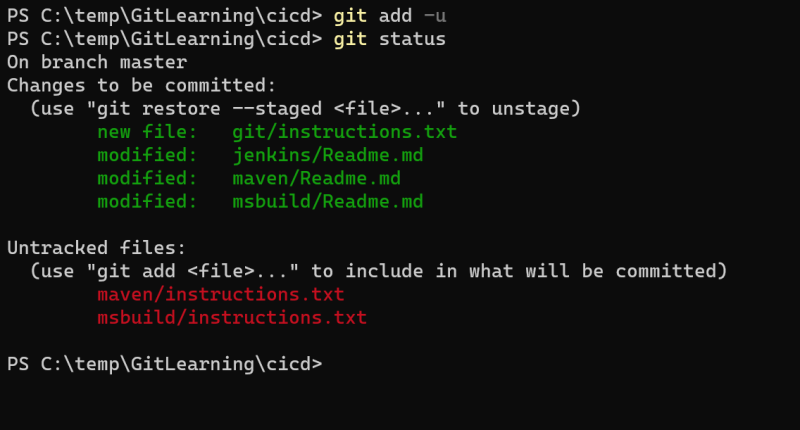 PS C:\temp\GitLearning\cicd> git add -u
PS C:\temp\GitLearning\cicd> git status
On branch master
Changes to be committed:
  (use "git restore --staged <file>..." to unstage)
        new file:   git/instructions.txt
        modified:   jenkins/Readme.md
        modified:   maven/Readme.md
        modified:   msbuild/Readme.md

Untracked files:
  (use "git add <file>..." to include in what will be committed)
        maven/instructions.txt
        msbuild/instructions.txt

PS C:\temp\GitLearning\cicd>